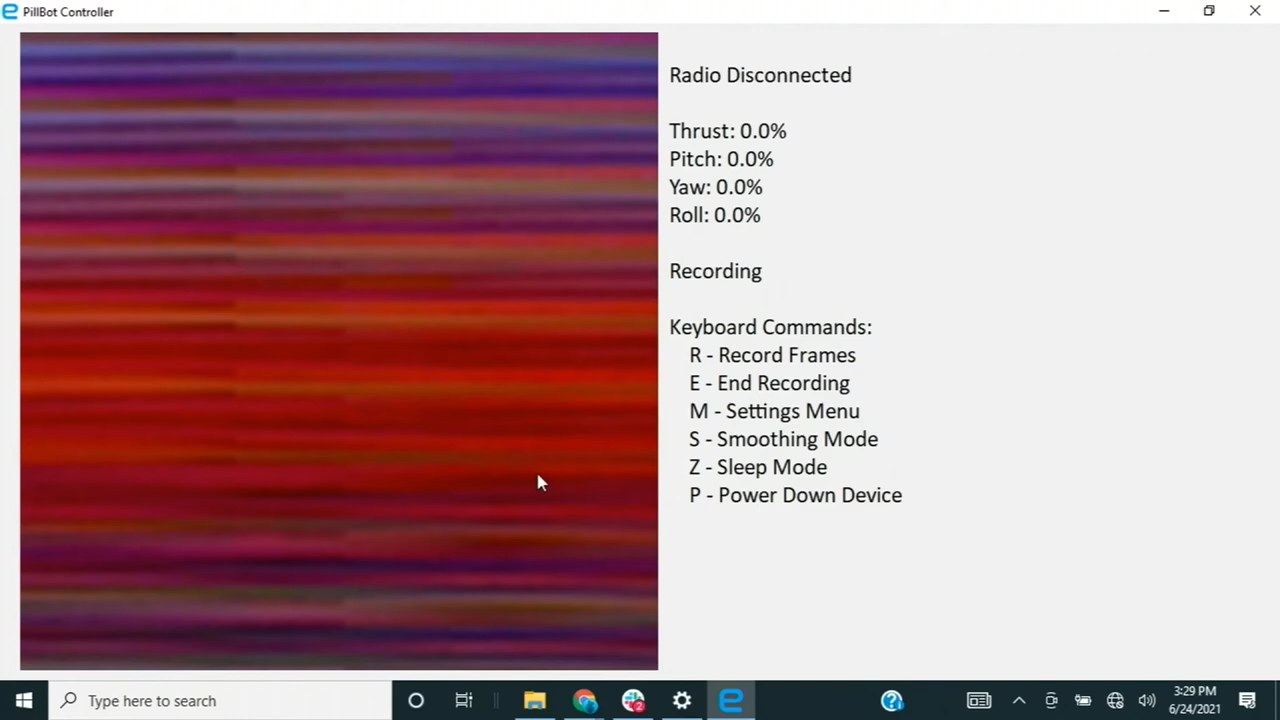 PillBot Controller
Radio Disconnected
Thrust: 0.0%
Pitch: 0.0%
Yaw: 0.0%
Roll: 0.0%
Recording
Keyboard Commands:
R - Record Frames
E - End Recording
M - Settings Menu
S - Smoothing Mode
Z - Sleep Mode
P - Power Down Device
Type here to search
2
3:29 PM
6/24/2021